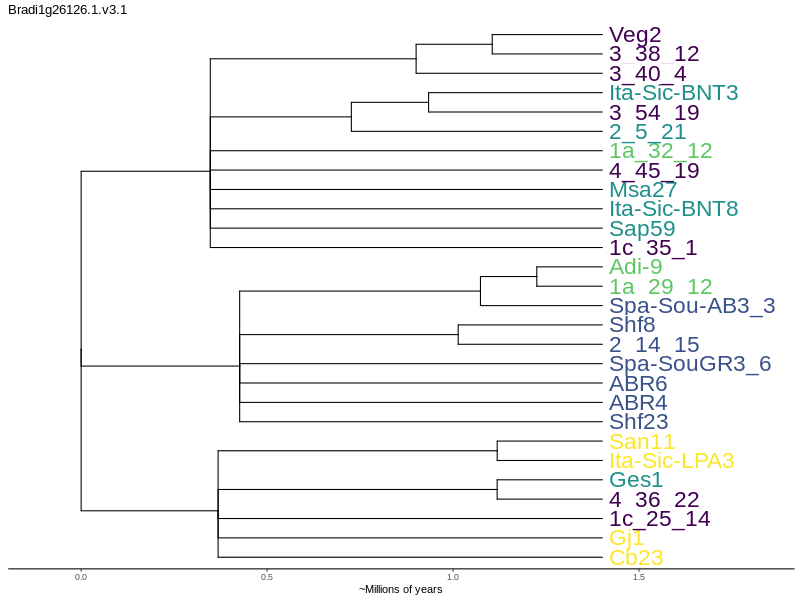 Bradi1g26126.1.v3.1
Veg2
3_38_12
3_40_4
Ita-Sic-BNT3
3_54_19
2_5_21
1a_32_12
4_45_19
Msa27
Ita-Sic-BNT8
Sap59
1c_35_1
Adi-9
1a_29_12
Spa-Sou-AB3_3
Shf8
2_14_15
Spa-SouGR3_6
ABR6
ABR4
Shf23
San11
Ita-Sic-LPA3
Ges1
4_36_22
1c_25_14
Gj1
Cb23
0.0 0.5 1.0 1.5
~Millions of years